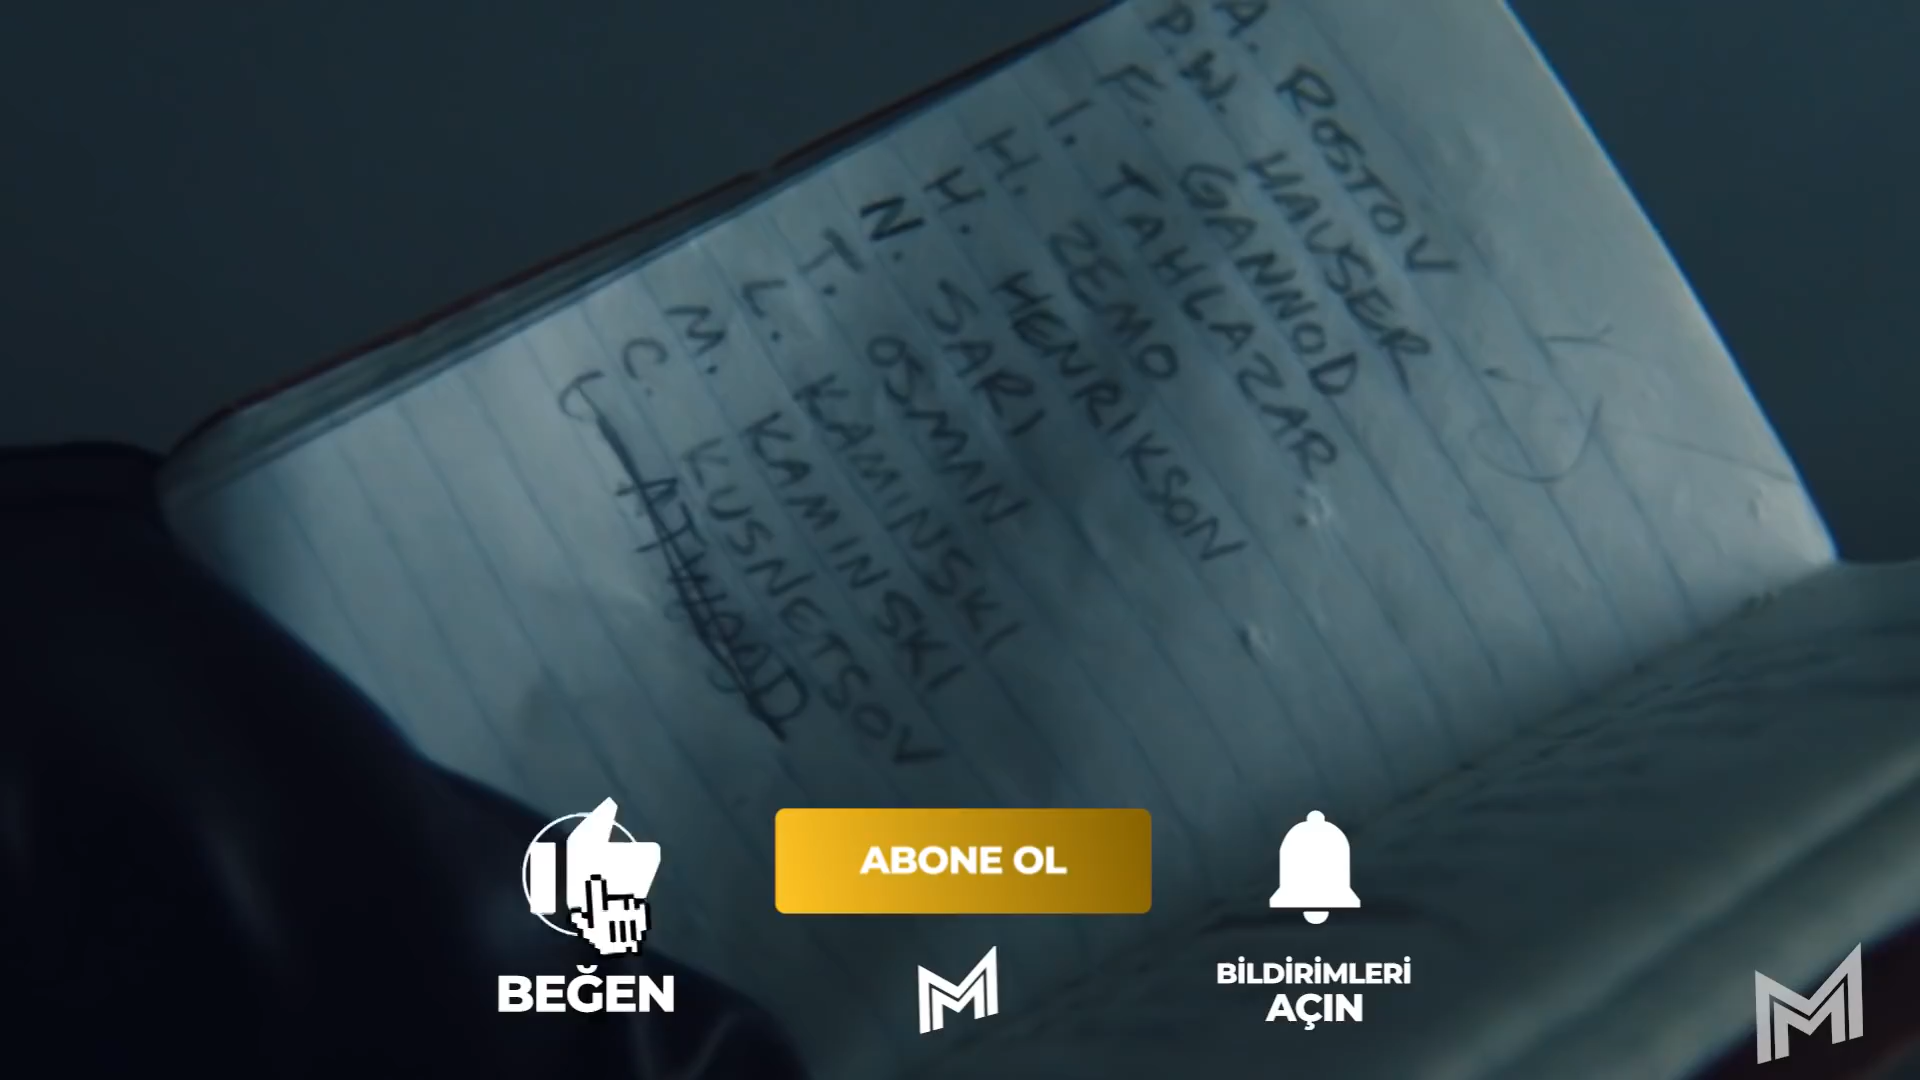 A. ROSTOV
P.W. HAUSER
F. GANNOD
I. TAHLAZAR
H. ZEMO
H. HENRIKSON
N. SARI
T. OSMAN
L. KAMINSKI
M. KAMINSKI
C. KUSNETSOV
L ATWOOD
ABONE OL
BEĞEN
BİLDİRİMLERİ
AÇIN